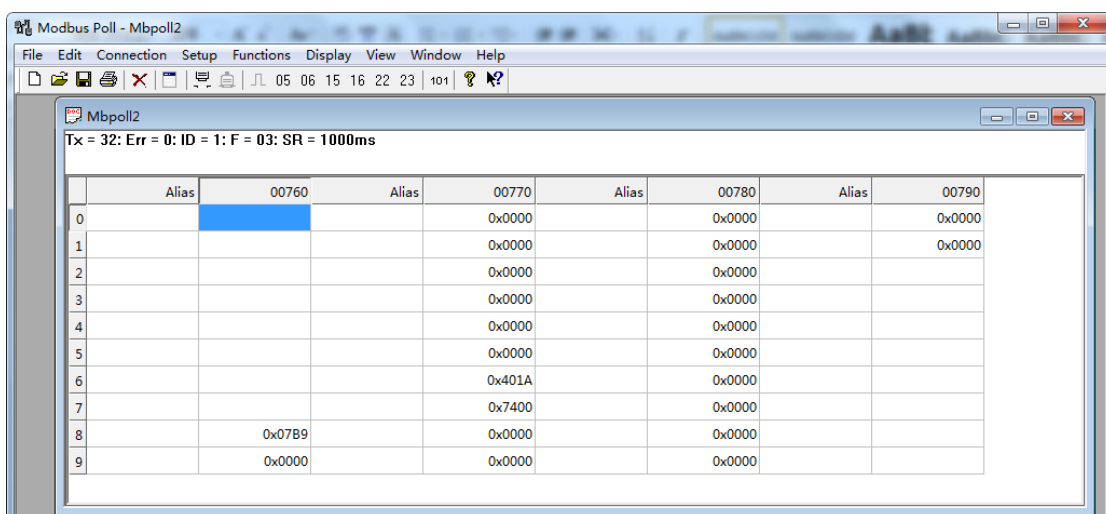 Modbus Poll - Mbpoll2
File Edit Connection Setup Functions Display View Window Help
05 06 15 16 22 23 101
Mbpoll2
Tx = 32: Err = 0: ID = 1: F = 03: SR = 1000ms
Alias 00760 Alias 00770 Alias 00780 Alias 00790
0 0x0000 0x0000 0x0000
1 0x0000 0x0000 0x0000
2 0x0000 0x0000
3 0x0000 0x0000
4 0x0000 0x0000
5 0x0000 0x0000
6 0x401A 0x0000
7 0x7400 0x0000
8 0x07B9 0x0000 0x0000
9 0x0000 0x0000 0x0000